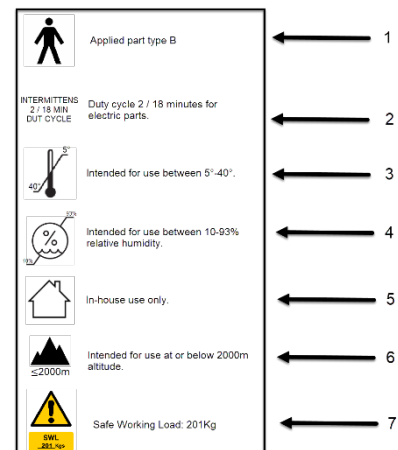 Applied part type B
1
INTERMITTENS
2 / 18 MIN
DUT CYCLE
Duty cycle 2 / 18 minutes for
electric parts.
2
5°
40°
Intended for use between 5°-40°.
3
93%
%
10%
Intended for use between 10-93%
relative humidity.
4
In-house use only.
5
≤2000m
Intended for use at or below 2000m
altitude.
6
!
SWL
201 Kgs
Safe Working Load: 201Kg
7